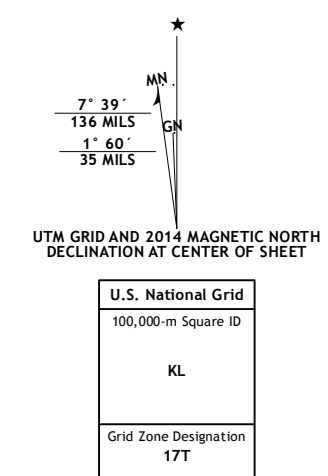 MN
7° 39´
136 MILS
GN
1° 60´
35 MILS
UTM GRID AND 2014 MAGNETIC NORTH
DECLINATION AT CENTER OF SHEET
U.S. National Grid
100,000-m Square ID
KL
Grid Zone Designation
17T